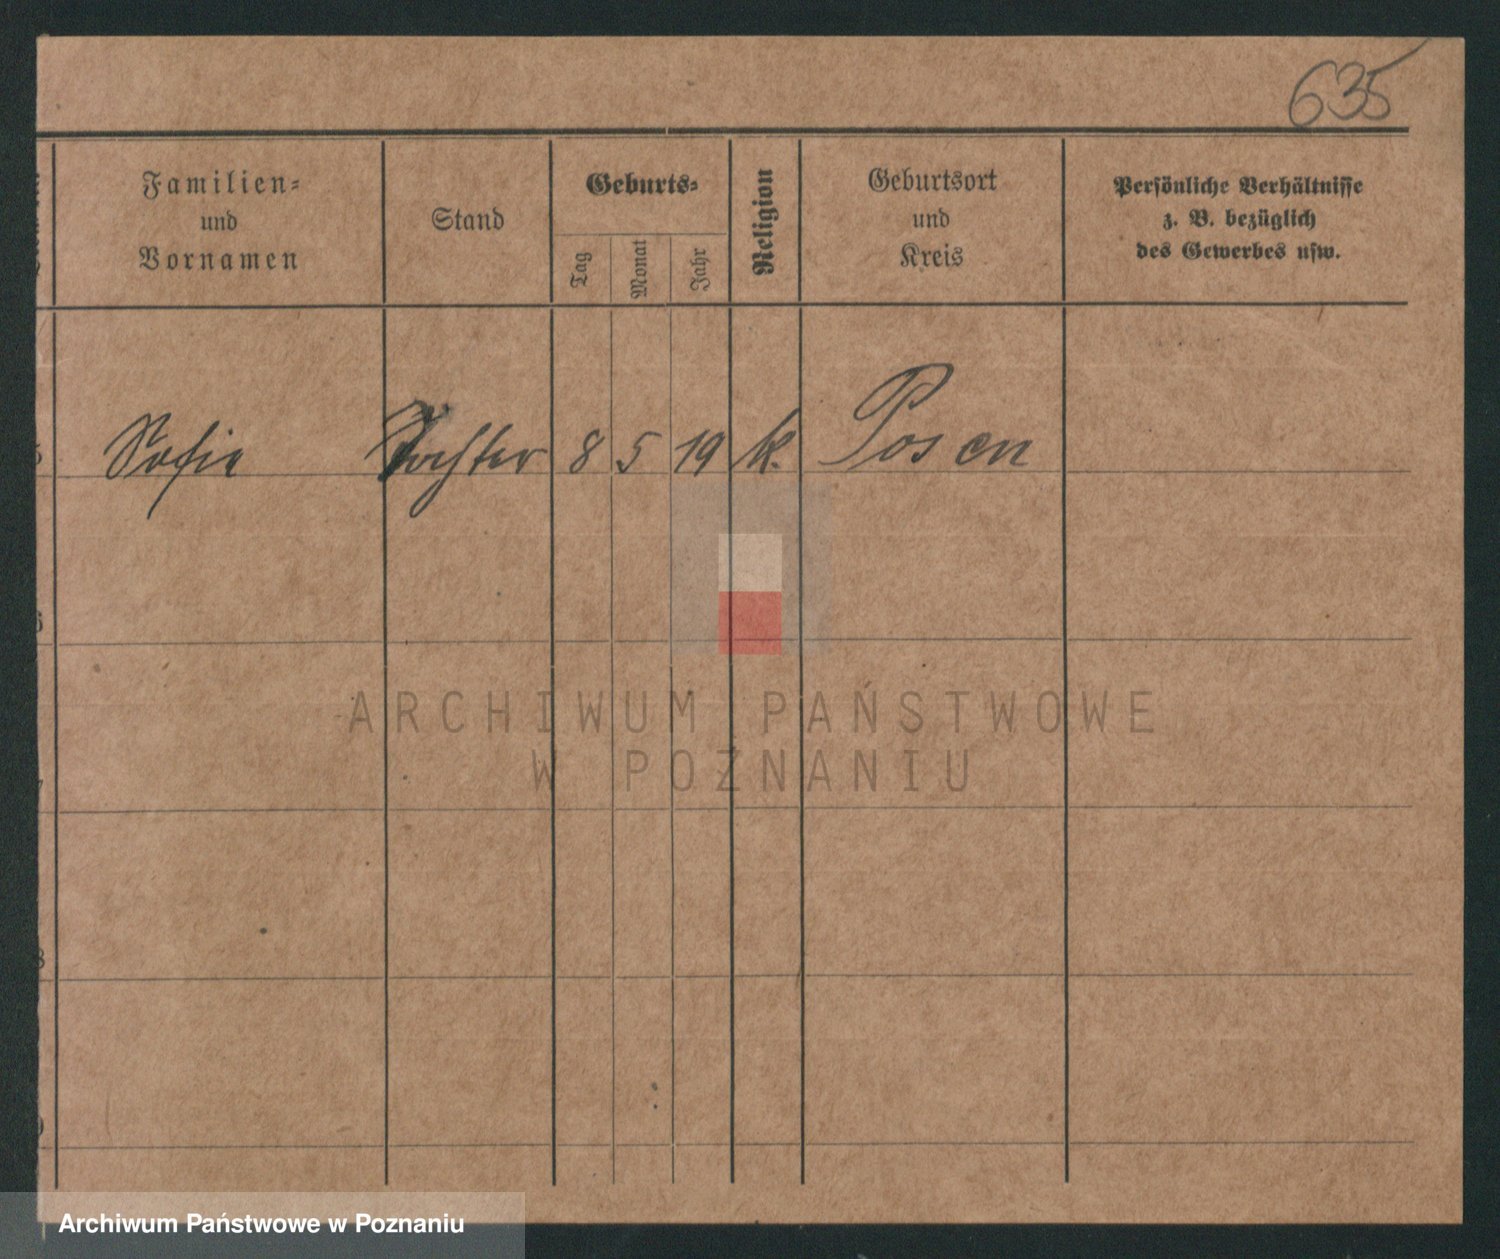 635
Familien=
und
Vornamen
Stand
Geburts=
Tag
Monat
Jahr
Religion
Geburtsort
und
Kreis
Persönliche Verhältnisse
z. B. bezüglich
des Gewerbes usw.
Sofie Tochter 8 5 19 k. Posen
ARCHIWUM PAŃSTWOWE
W POZNANIU
Archiwum Państwowe w Poznaniu